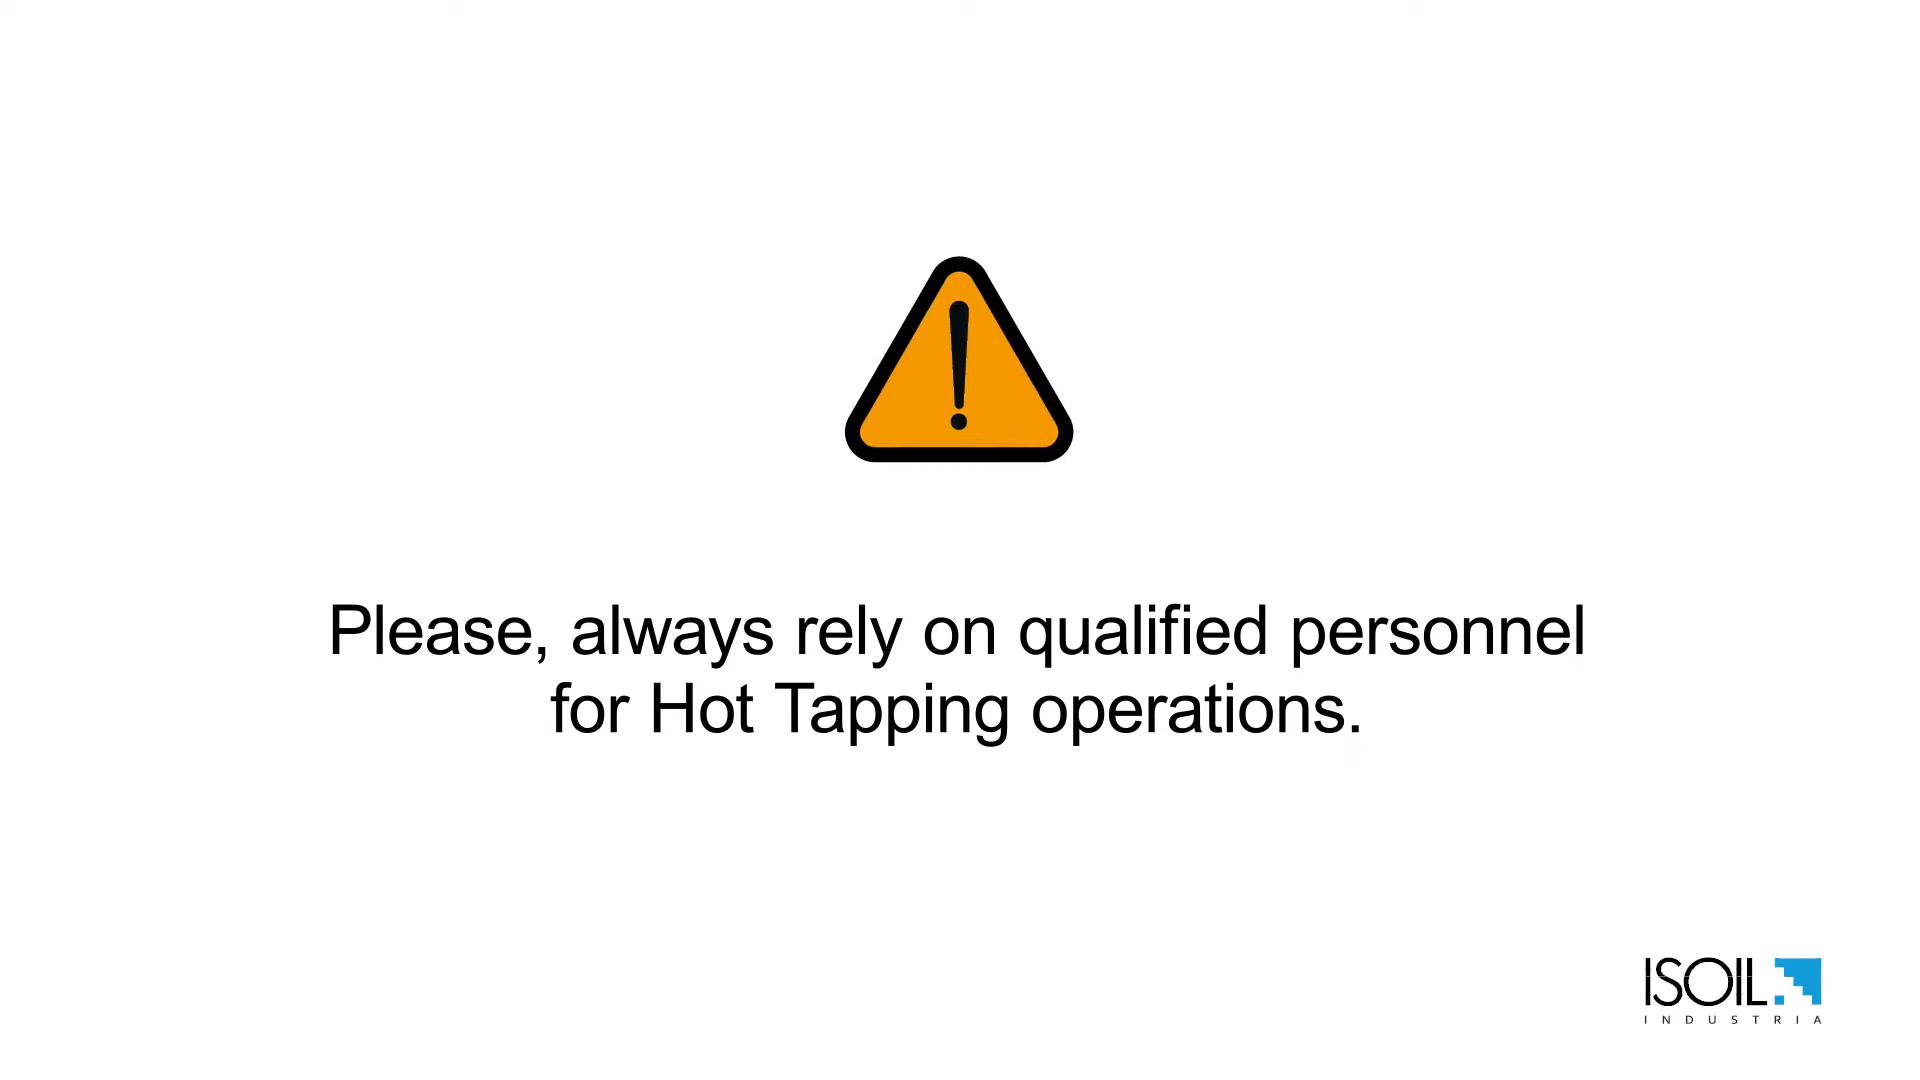 Please, always rely on qualified personnel
for Hot Tapping operations.
ISOIL
INDUSTRIA